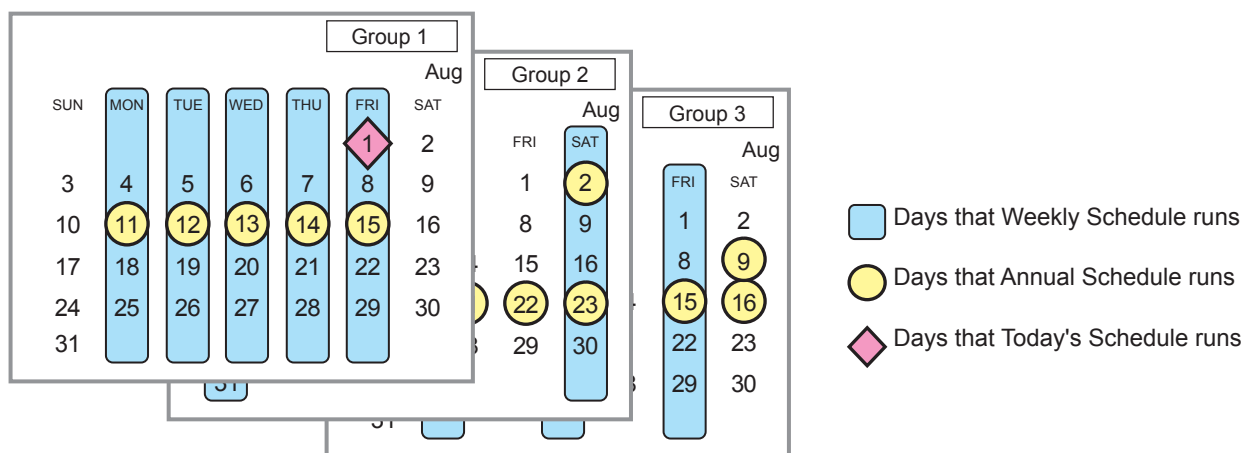 Group 1
Aug
SUN MON TUE WED THU FRI SAT
1 2
3 4 5 6 7 8 9
10 11 12 13 14 15 16
17 18 19 20 21 22 23
24 25 26 27 28 29 30
31
Group 2
Aug
FRI SAT
1 2
8 9
15 16
22 23
29 30
31
Group 3
Aug
FRI SAT
1 2
8 9
15 16
22 23
29 30
31
Days that Weekly Schedule runs
Days that Annual Schedule runs
Days that Today's Schedule runs